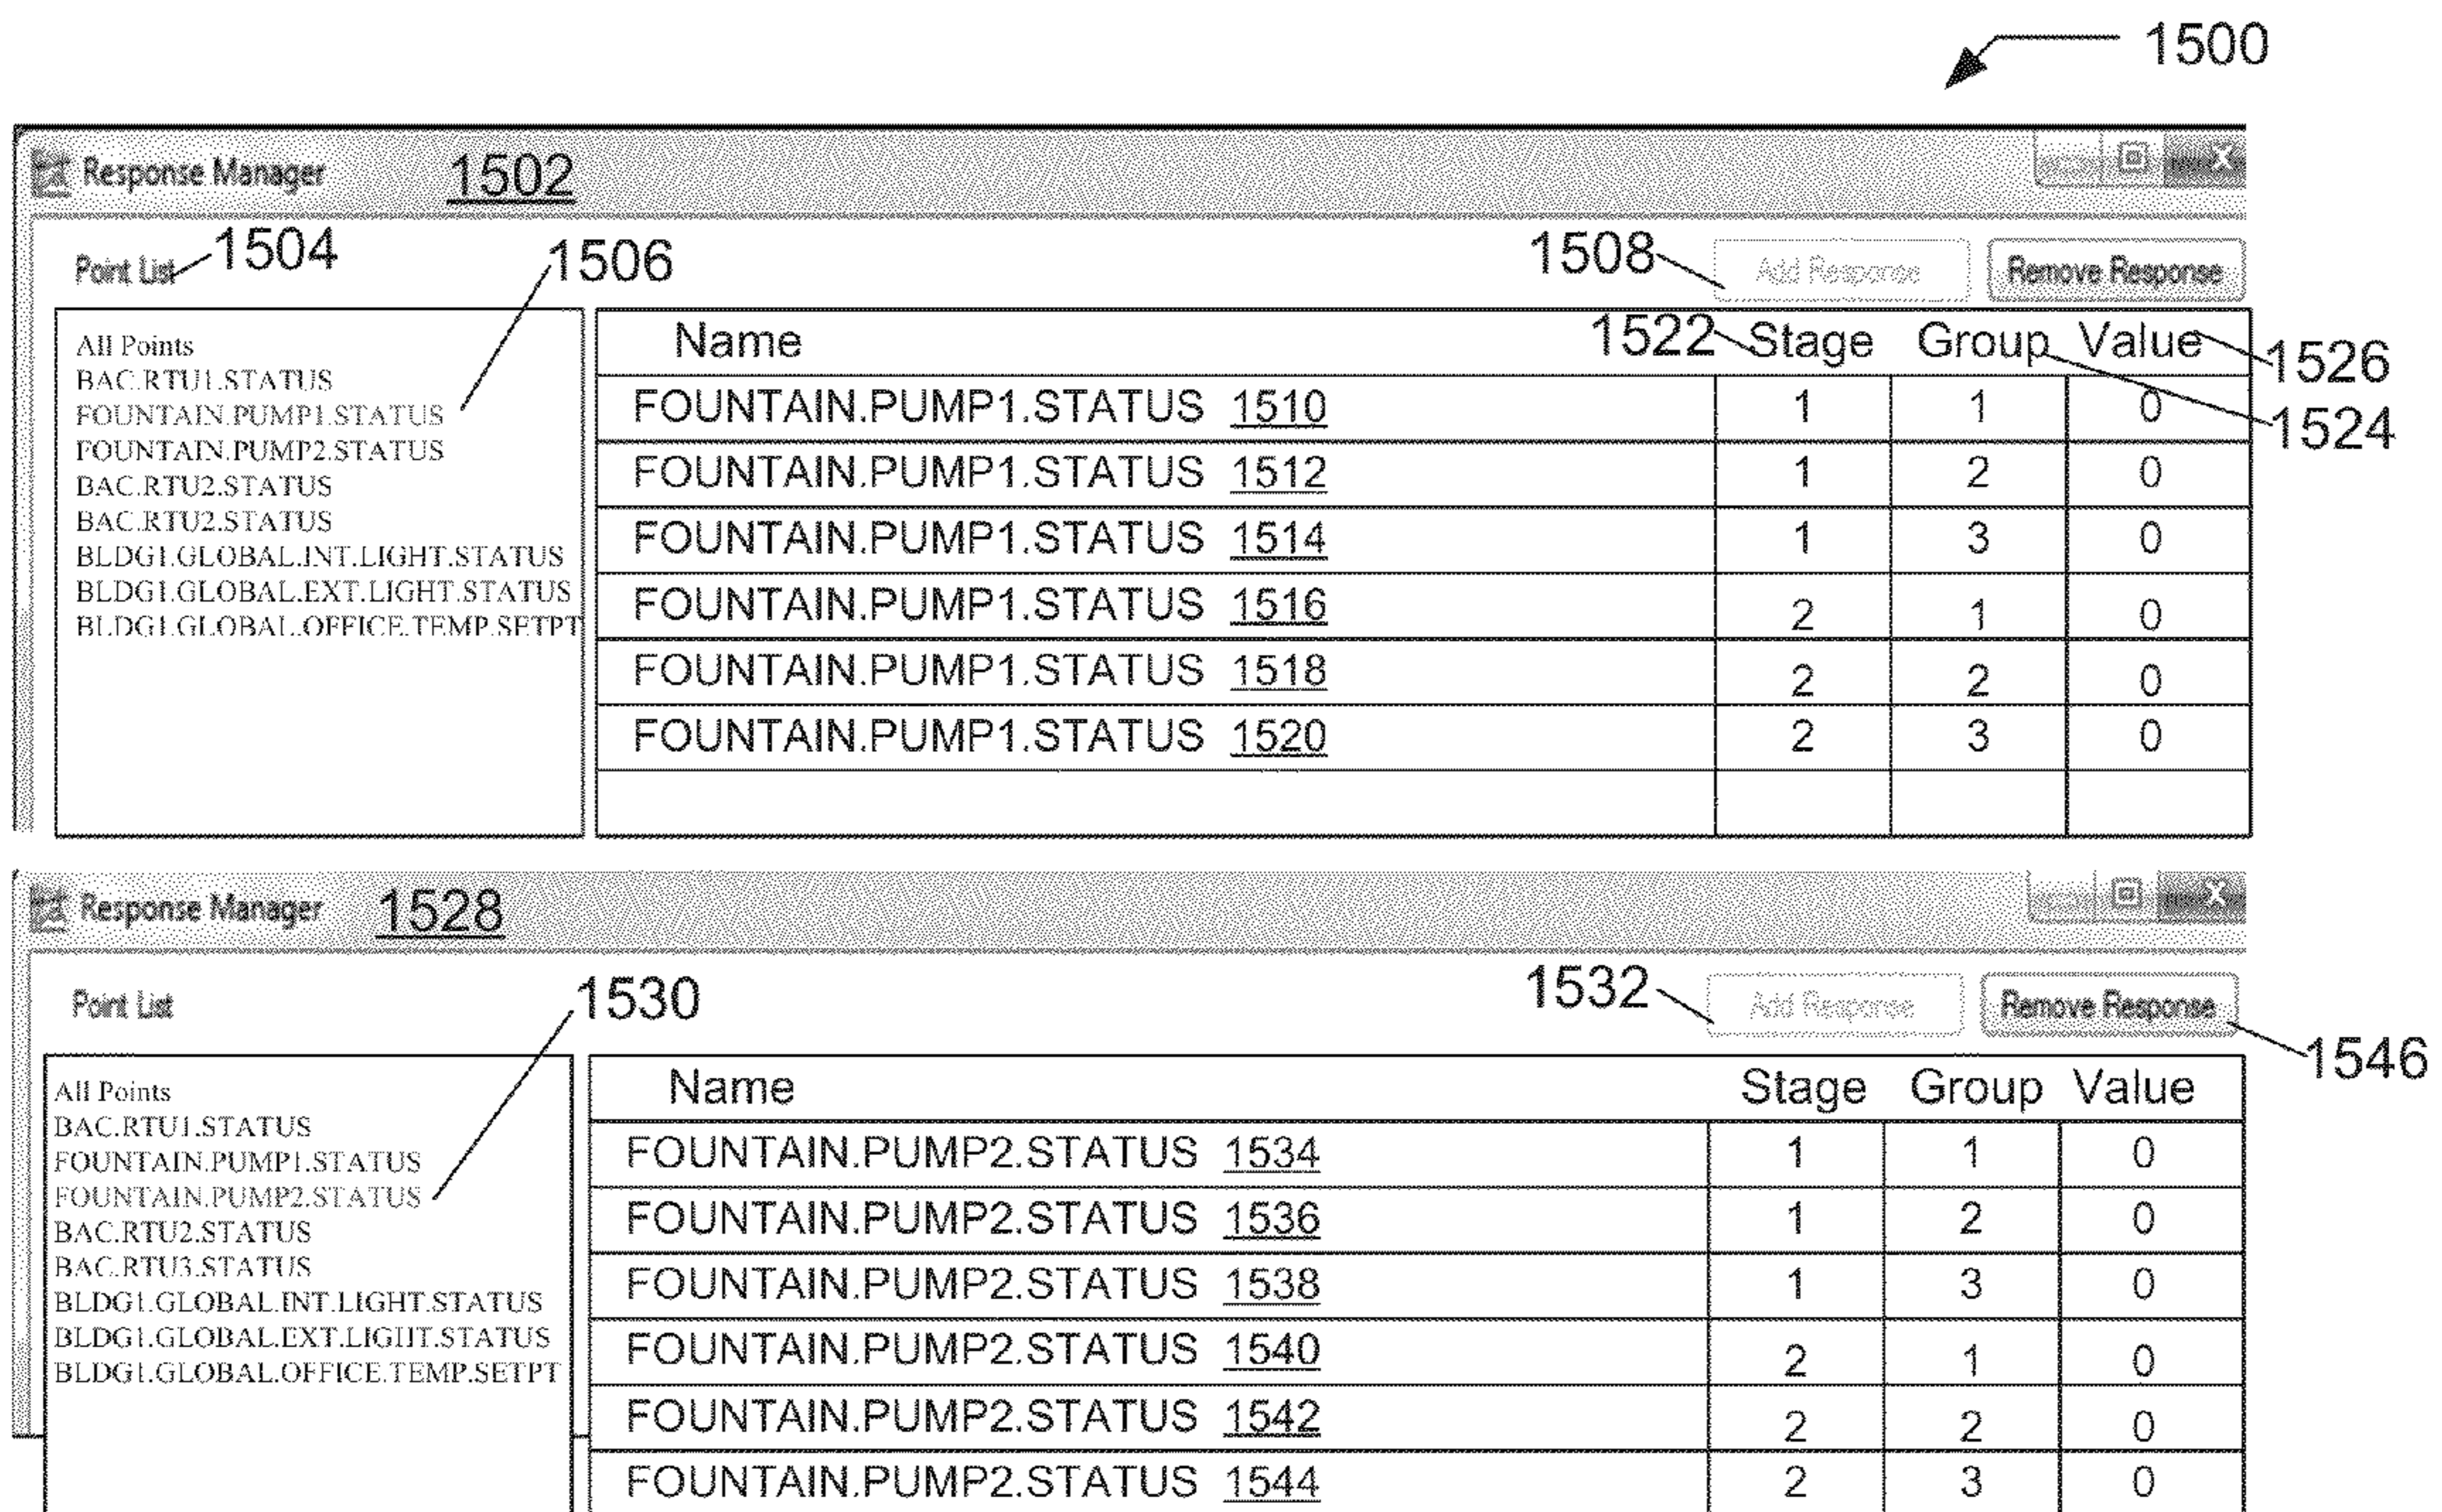 1500
Response Manager 1502
Point List 1504 1506 1508 Add Response Remove Response
All Points
BAC.RTU1.STATUS
FOUNTAIN.PUMP1.STATUS
FOUNTAIN.PUMP2.STATUS
BAC.RTU2.STATUS
BAC.RTU2.STATUS
BLDG1.GLOBAL.INT.LIGHT.STATUS
BLDG1.GLOBAL.EXT.LIGHT.STATUS
BLDG1.GLOBAL.OFFICE.TEMP.SETPT
Name 1522 Stage Group Value 1526
FOUNTAIN.PUMP1.STATUS 1510 1 1 0 1524
FOUNTAIN.PUMP1.STATUS 1512 1 2 0
FOUNTAIN.PUMP1.STATUS 1514 1 3 0
FOUNTAIN.PUMP1.STATUS 1516 2 1 0
FOUNTAIN.PUMP1.STATUS 1518 2 2 0
FOUNTAIN.PUMP1.STATUS 1520 2 3 0
Response Manager 1528
Point List 1530 1532 Add Response Remove Response 1546
All Points
BAC.RTU1.STATUS
FOUNTAIN.PUMP1.STATUS
FOUNTAIN.PUMP2.STATUS
BAC.RTU2.STATUS
BAC.RTU3.STATUS
BLDG1.GLOBAL.INT.LIGHT.STATUS
BLDG1.GLOBAL.EXT.LIGHT.STATUS
BLDG1.GLOBAL.OFFICE.TEMP.SETPT
Name Stage Group Value
FOUNTAIN.PUMP2.STATUS 1534 1 1 0
FOUNTAIN.PUMP2.STATUS 1536 1 2 0
FOUNTAIN.PUMP2.STATUS 1538 1 3 0
FOUNTAIN.PUMP2.STATUS 1540 2 1 0
FOUNTAIN.PUMP2.STATUS 1542 2 2 0
FOUNTAIN.PUMP2.STATUS 1544 2 3 0